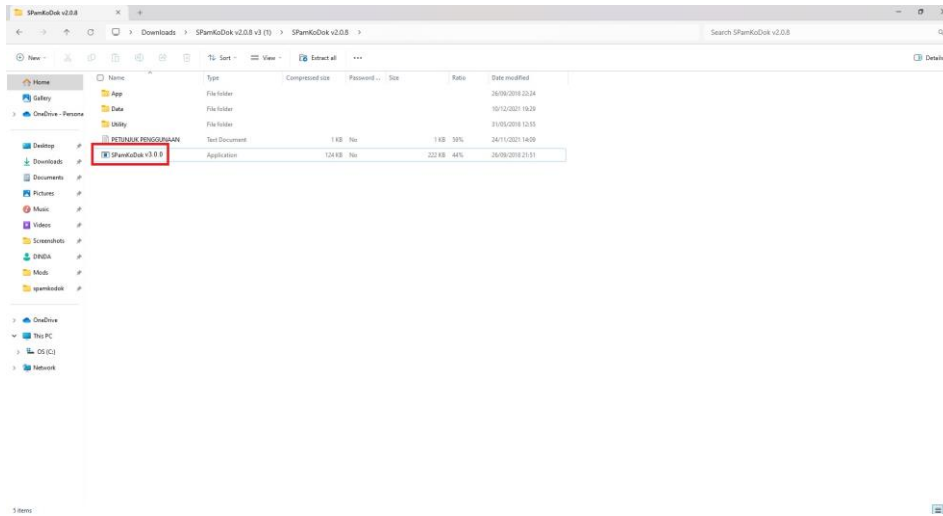 SPamKoDok v2.0.8
Downloads > SPamKoDok v2.0.8 v3 (1) > SPamKoDok v2.0.8 >
Search SPamKoDok v2.0.8
New
Sort
View
Extract all
Details
Name Type Compressed size Password ... Size Ratio Date modified
App File folder 26/09/2018 22:24
Data File folder 10/12/2021 19:29
Utility File folder 31/05/2018 12:55
PETUNJUK PENGGUNAAN Text Document 1 KB No 1 KB 39% 24/11/2021 14:09
SPamKoDok v3.0.0 Application 124 KB No 222 KB 44% 26/09/2018 21:51
Home
Gallery
OneDrive - Persona
Desktop
Downloads
Documents
Pictures
Music
Videos
Screenshots
DINDA
Mods
spamkodok
OneDrive
This PC
OS (C:)
Network
5 items